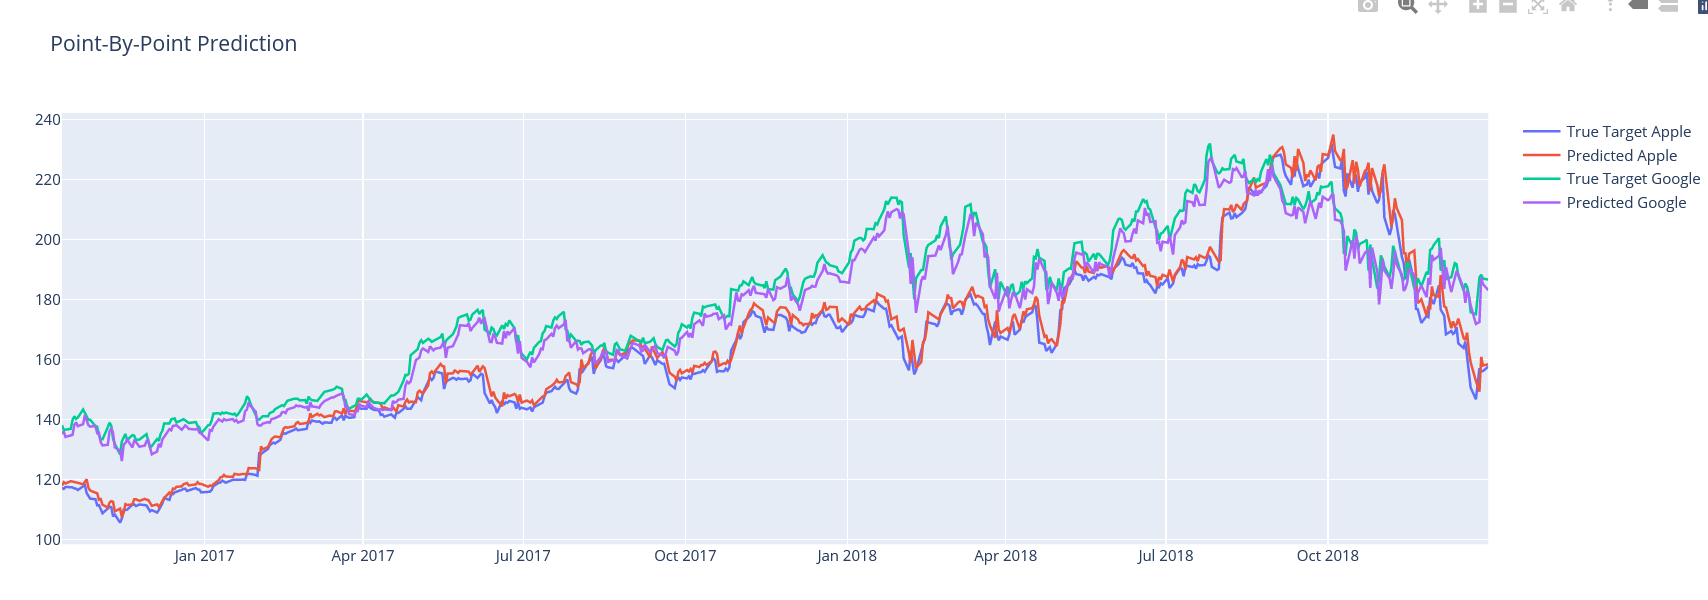 Point-By-Point Prediction
240
220
200
180
160
140
120
100
Jan 2017
Apr 2017
Jul 2017
Oct 2017
Jan 2018
Apr 2018
Jul 2018
Oct 2018
True Target Apple
Predicted Apple
True Target Google
Predicted Google